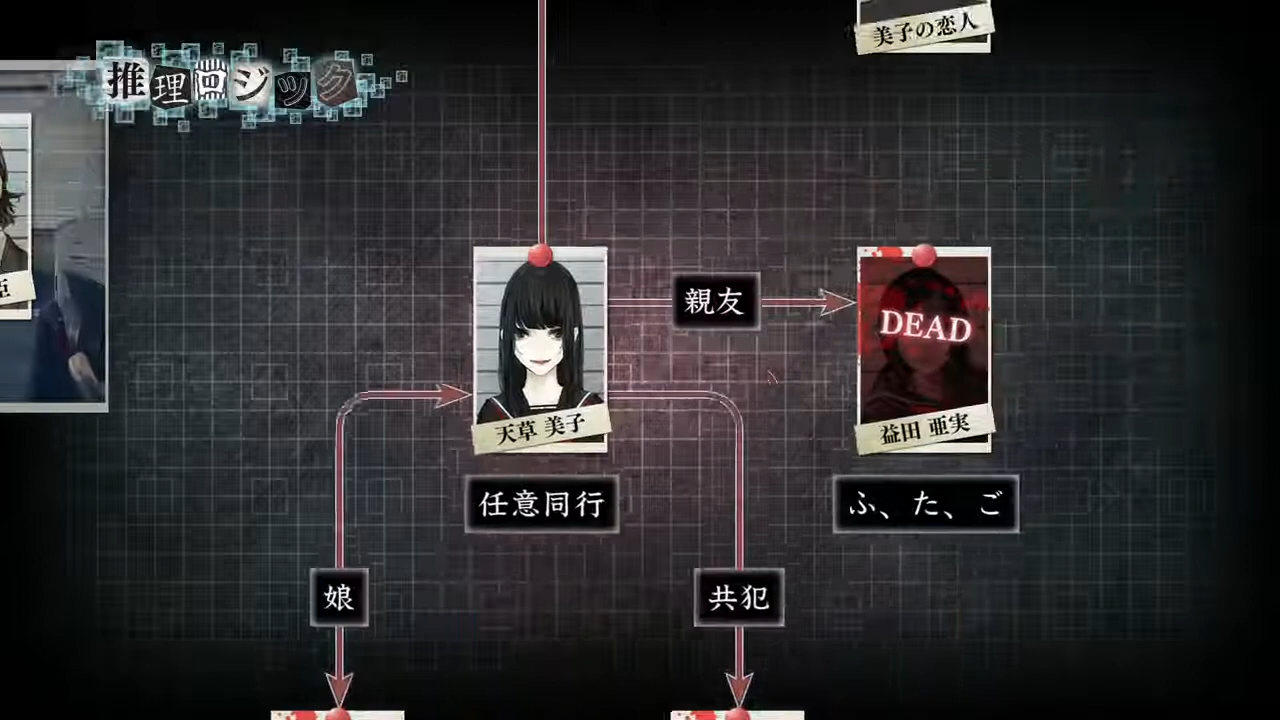 美子の恋人
推理ロジック
臣
親友
DEAD
天草 美子
益田 亜実
任意同行
ふ、た、ご
娘
共犯